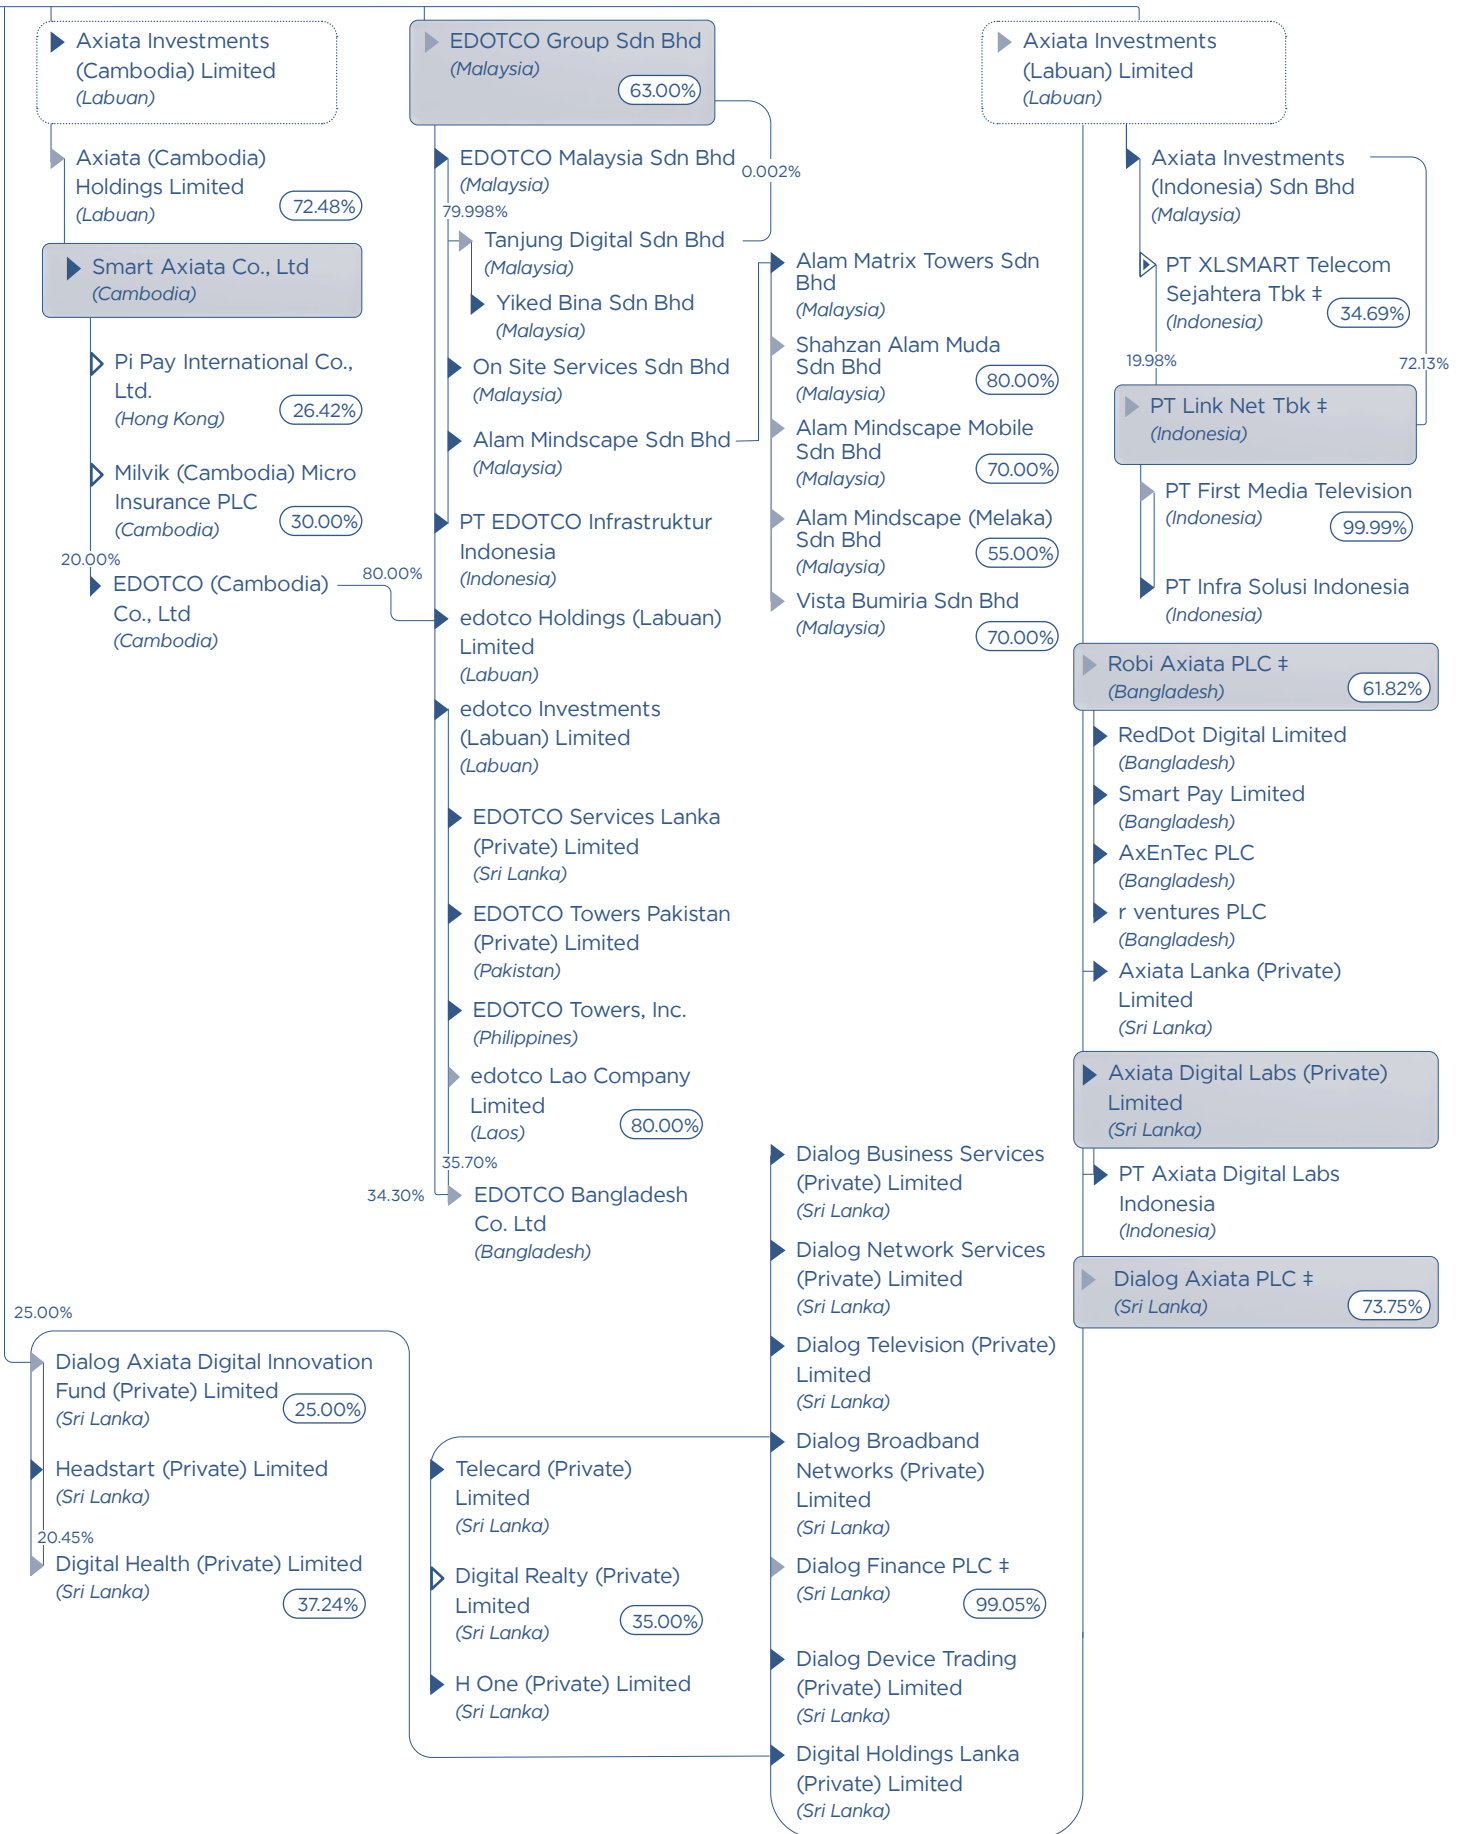 Axiata Investments
(Cambodia) Limited
(Labuan)
Axiata (Cambodia)
Holdings Limited
(Labuan)
72.48%
Smart Axiata Co., Ltd
(Cambodia)
Pi Pay International Co.,
Ltd.
(Hong Kong)
26.42%
Milvik (Cambodia) Micro
Insurance PLC
(Cambodia)
30.00%
20.00%
EDOTCO (Cambodia)
Co., Ltd
(Cambodia)
80.00%
EDOTCO Group Sdn Bhd
(Malaysia)
63.00%
EDOTCO Malaysia Sdn Bhd
(Malaysia)
0.002%
79.998%
Tanjung Digital Sdn Bhd
(Malaysia)
Yiked Bina Sdn Bhd
(Malaysia)
On Site Services Sdn Bhd
(Malaysia)
Alam Mindscape Sdn Bhd
(Malaysia)
PT EDOTCO Infrastruktur
Indonesia
(Indonesia)
edotco Holdings (Labuan)
Limited
(Labuan)
edotco Investments
(Labuan) Limited
(Labuan)
EDOTCO Services Lanka
(Private) Limited
(Sri Lanka)
EDOTCO Towers Pakistan
(Private) Limited
(Pakistan)
EDOTCO Towers, Inc.
(Philippines)
edotco Lao Company
Limited
(Laos)
80.00%
35.70%
34.30%
EDOTCO Bangladesh
Co. Ltd
(Bangladesh)
Alam Matrix Towers Sdn
Bhd
(Malaysia)
Shahzan Alam Muda
Sdn Bhd
(Malaysia)
80.00%
Alam Mindscape Mobile
Sdn Bhd
(Malaysia)
70.00%
Alam Mindscape (Melaka)
Sdn Bhd
(Malaysia)
55.00%
Vista Bumiria Sdn Bhd
(Malaysia)
70.00%
Axiata Investments
(Labuan) Limited
(Labuan)
Axiata Investments
(Indonesia) Sdn Bhd
(Malaysia)
PT XLSMART Telecom
Sejahtera Tbk ‡
(Indonesia)
34.69%
19.98%
72.13%
PT Link Net Tbk ‡
(Indonesia)
PT First Media Television
(Indonesia)
99.99%
PT Infra Solusi Indonesia
(Indonesia)
Robi Axiata PLC ‡
(Bangladesh)
61.82%
RedDot Digital Limited
(Bangladesh)
Smart Pay Limited
(Bangladesh)
AxEnTec PLC
(Bangladesh)
r ventures PLC
(Bangladesh)
Axiata Lanka (Private)
Limited
(Sri Lanka)
Axiata Digital Labs (Private)
Limited
(Sri Lanka)
PT Axiata Digital Labs
Indonesia
(Indonesia)
Dialog Axiata PLC ‡
(Sri Lanka)
73.75%
Dialog Business Services
(Private) Limited
(Sri Lanka)
Dialog Network Services
(Private) Limited
(Sri Lanka)
Dialog Television (Private)
Limited
(Sri Lanka)
Dialog Broadband
Networks (Private)
Limited
(Sri Lanka)
Dialog Finance PLC ‡
(Sri Lanka)
99.05%
Dialog Device Trading
(Private) Limited
(Sri Lanka)
Digital Holdings Lanka
(Private) Limited
(Sri Lanka)
Telecard (Private)
Limited
(Sri Lanka)
Digital Realty (Private)
Limited
(Sri Lanka)
35.00%
H One (Private) Limited
(Sri Lanka)
25.00%
Dialog Axiata Digital Innovation
Fund (Private) Limited
(Sri Lanka)
25.00%
Headstart (Private) Limited
(Sri Lanka)
20.45%
Digital Health (Private) Limited
(Sri Lanka)
37.24%